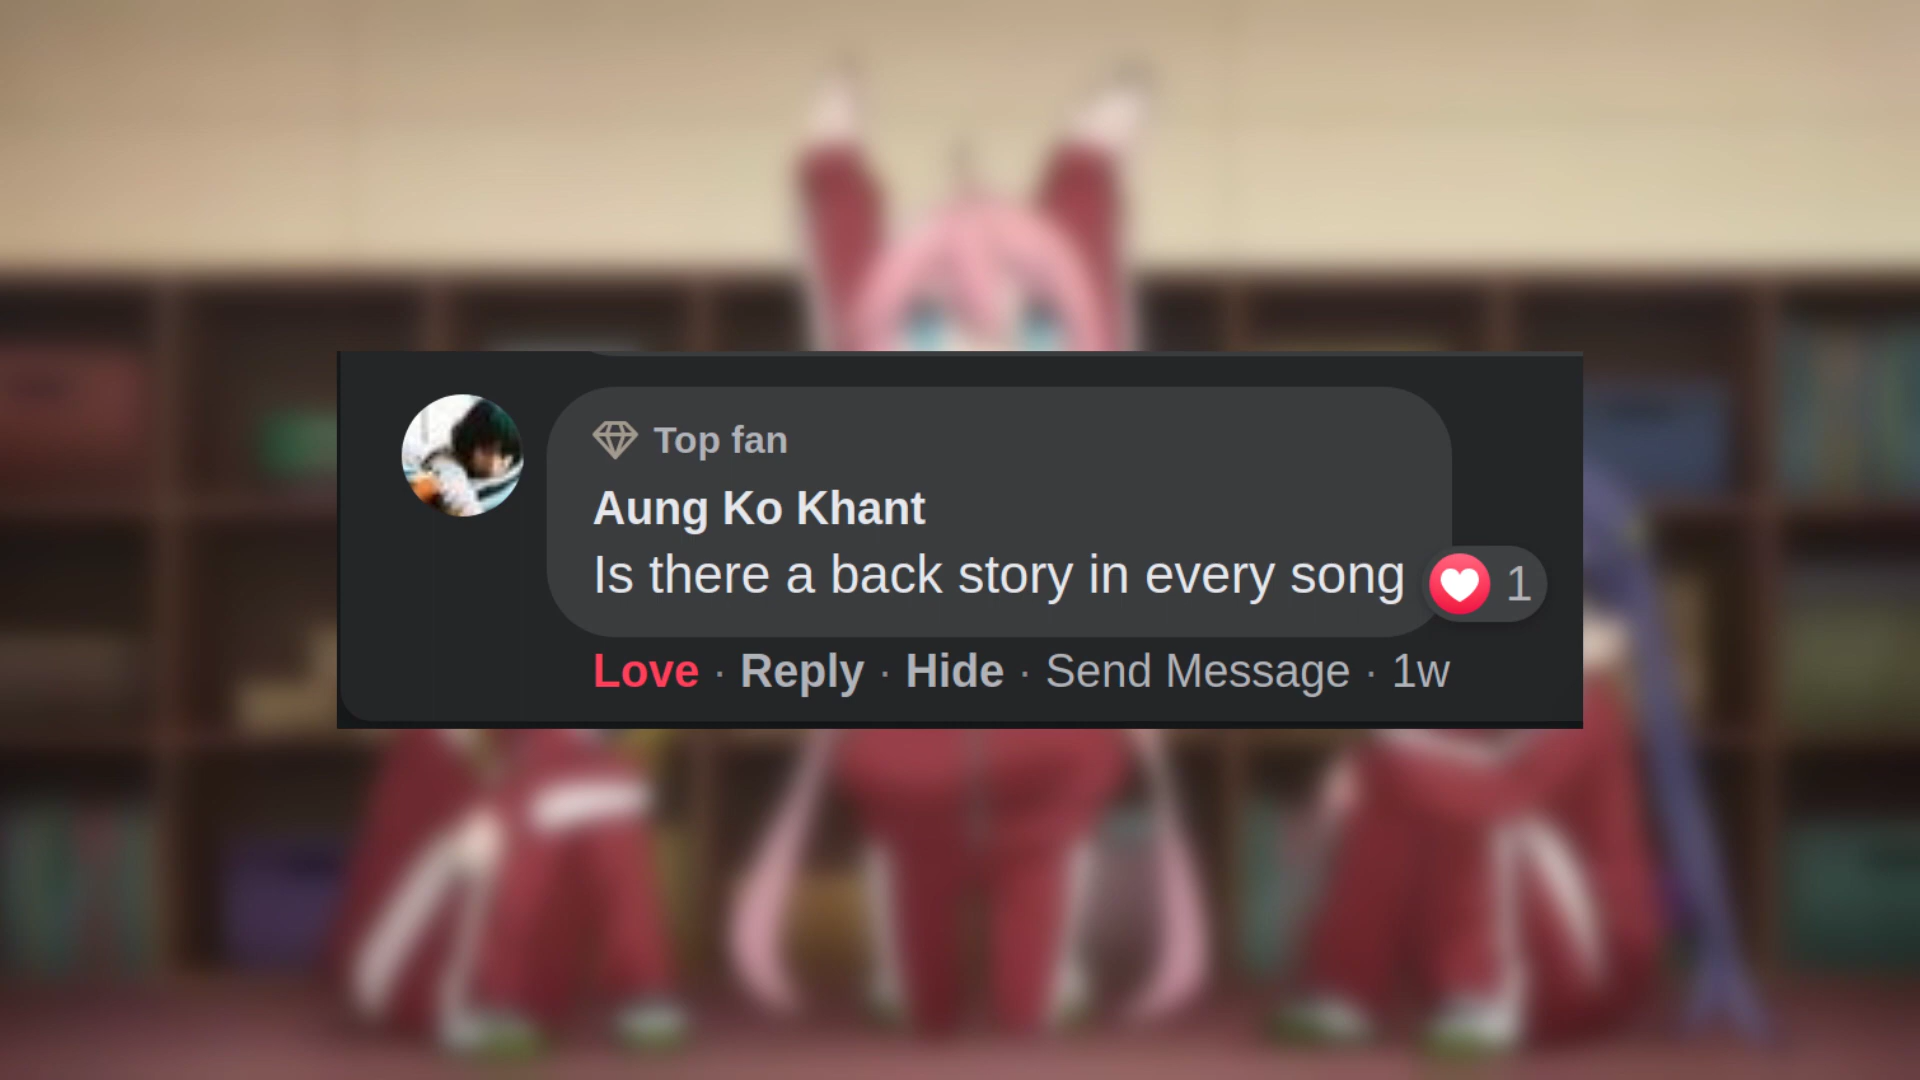 Top fan
Aung Ko Khant
Is there a back story in every song
1
Love · Reply · Hide · Send Message · 1w